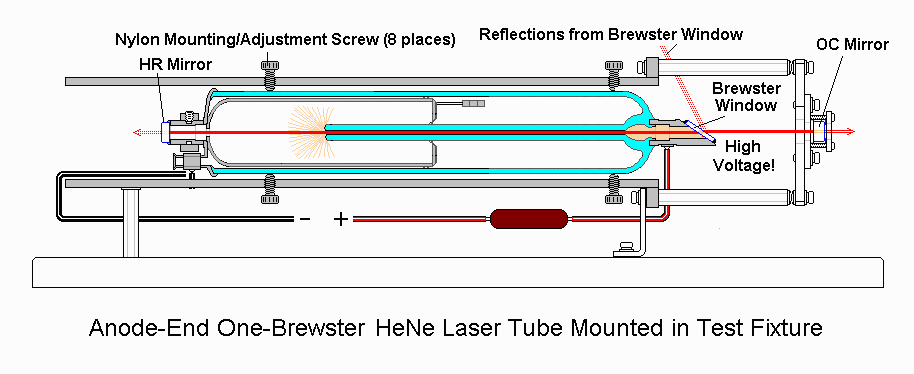 Nylon Mounting/Adjustment Screw (8 places)
HR Mirror
Reflections from Brewster Window
OC Mirror
Brewster
Window
High
Voltage!
- +
Anode-End One-Brewster HeNe Laser Tube Mounted in Test Fixture